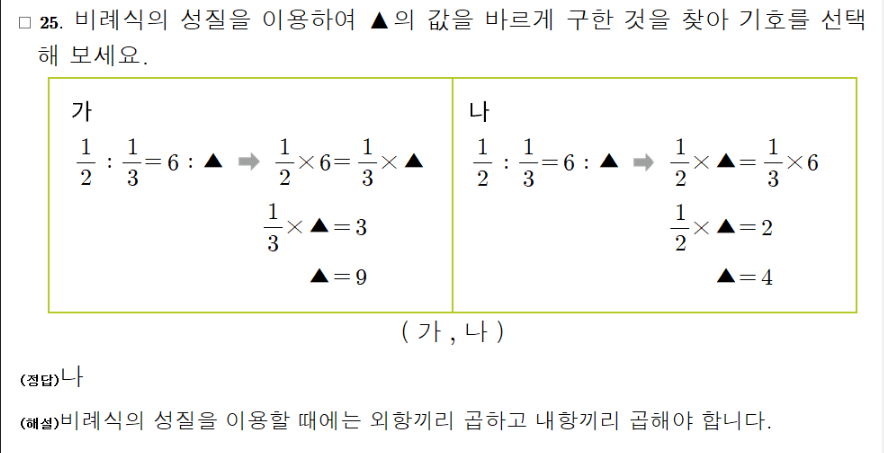 □ 25. 비례식의 성질을 이용하여 ▲의 값을 바르게 구한 것을 찾아 기호를 선택
해 보세요.
가
1/2 : 1/3 = 6 : ▲ ➡ 1/2 × 6 = 1/3 × ▲
1/3 × ▲ = 3
▲ = 9
나
1/2 : 1/3 = 6 : ▲ ➡ 1/2 × ▲ = 1/3 × 6
1/2 × ▲ = 2
▲ = 4
( 가 , 나 )
(정답)나
(해설)비례식의 성질을 이용할 때에는 외항끼리 곱하고 내항끼리 곱해야 합니다.